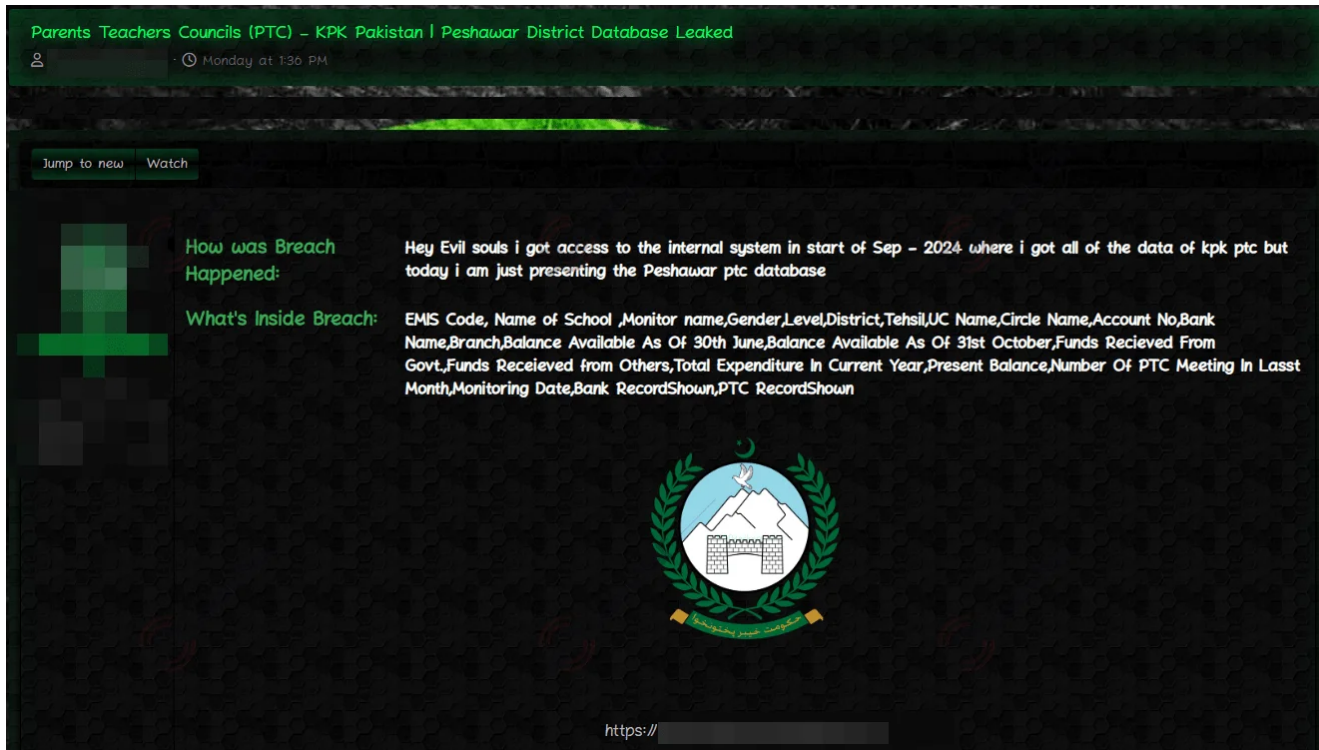 Parents Teachers Councils (PTC) - KPK Pakistan | Peshawar District Database Leaked
· Monday at 1:36 PM
Jump to new Watch
How was Breach
Happened:
Hey Evil souls i got access to the internal system in start of Sep - 2024 where i got all of the data of kpk ptc but
today i am just presenting the Peshawar ptc database
What's Inside Breach:
EMIS Code, Name of School ,Monitor name,Gender,Level,District,Tehsil,UC Name,Circle Name,Account No,Bank
Name,Branch,Balance Available As Of 30th June,Balance Available As Of 31st October,Funds Recieved From
Govt.,Funds Receieved from Others,Total Expenditure In Current Year,Present Balance,Number Of PTC Meeting In Lasst
Month,Monitoring Date,Bank RecordShown,PTC RecordShown
حکومت خیبر پختونخوا
https://